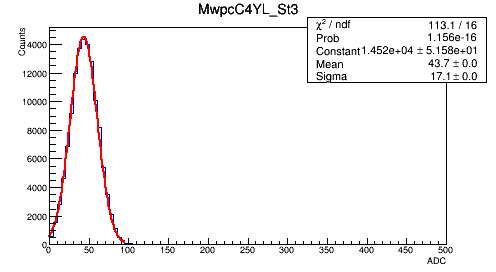 MwpcC4YL_St3
χ² / ndf 113.1 / 16
Prob 1.156e-16
Constant 1.452e+04 ± 5.158e+01
Mean 43.7 ± 0.0
Sigma 17.1 ± 0.0
Counts
14000
12000
10000
8000
6000
4000
2000
0
0 50 100 150 200 250 300 350 400 450 500
ADC